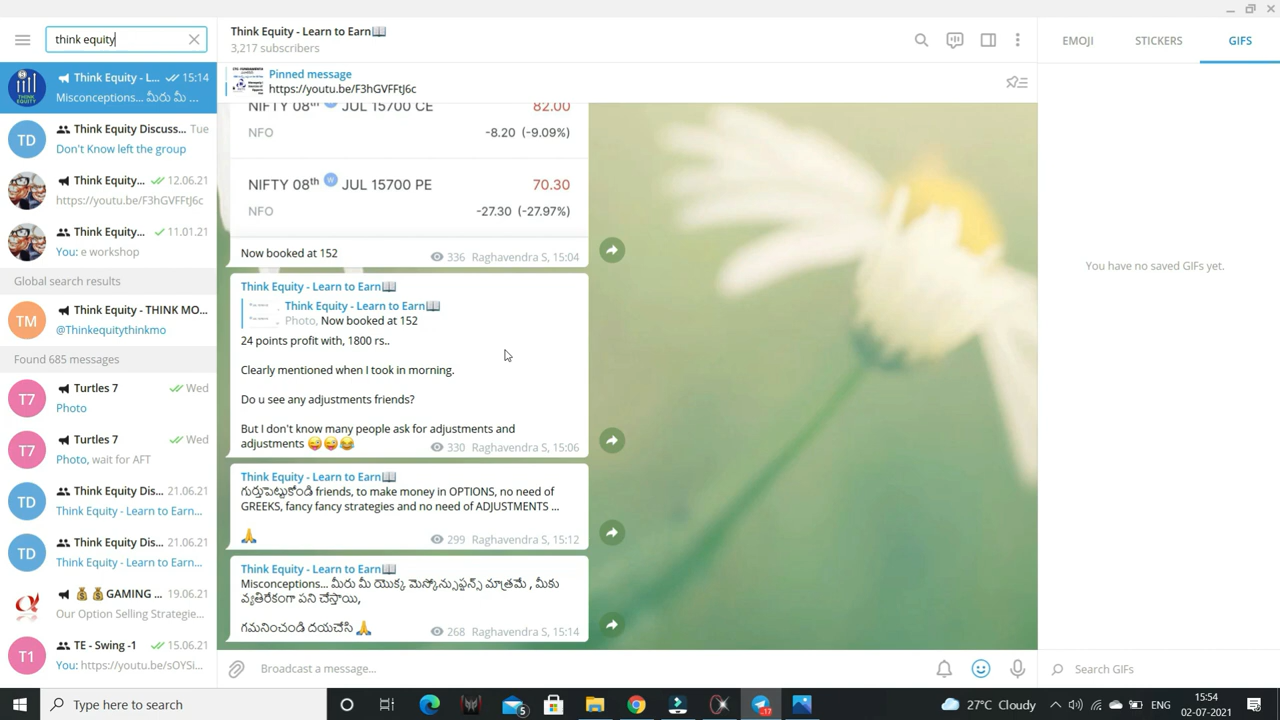 think equity
Think Equity - L... 15:14
Misconceptions... మీరు మీ ...
TD
Think Equity Discuss... Tue
Don't Know left the group
Think Equity... 12.06.21
https://youtu.be/F3hGVFFtJ6c
Think Equity... 11.01.21
You: e workshop
Global search results
TM
Think Equity - THINK MO...
@Thinkequitythinkmo
Found 685 messages
T7
Turtles 7 Wed
Photo
T7
Turtles 7 Wed
Photo, wait for AFT
TD
Think Equity Dis... 21.06.21
Think Equity - Learn to Earn...
TD
Think Equity Dis... 21.06.21
Think Equity - Learn to Earn...
💰💰GAMING ... 19.06.21
Our Option Selling Strategie...
T1
TE - Swing -1 15.06.21
You: https://youtu.be/sOYSi...
Think Equity - Learn to Earn📖
3,217 subscribers
Pinned message
https://youtu.be/F3hGVFFtJ6c
NIFTY 08th W JUL 15700 CE 82.00
NFO -8.20 (-9.09%)
NIFTY 08th W JUL 15700 PE 70.30
NFO -27.30 (-27.97%)
Now booked at 152 336 Raghavendra S, 15:04
Think Equity - Learn to Earn📖
Think Equity - Learn to Earn📖
Photo, Now booked at 152
24 points profit with, 1800 rs..
Clearly mentioned when I took in morning.
Do u see any adjustments friends?
But I don't know many people ask for adjustments and
adjustments 😜😜😂 330 Raghavendra S, 15:06
Think Equity - Learn to Earn📖
గుర్తుపెట్టుకోండి friends, to make money in OPTIONS, no need of
GREEKS, fancy fancy strategies and no need of ADJUSTMENTS ...
🙏 299 Raghavendra S, 15:12
Think Equity - Learn to Earn📖
Misconceptions... మీరు మీ యొక్క మిస్కోన్సుఫ్షన్స్ మాత్రమే , మీకు
వ్యతిరేకంగా పని చేస్తాయి,
గమనించండి దయచేసి 🙏 268 Raghavendra S, 15:14
Broadcast a message...
EMOJI STICKERS GIFS
You have no saved GIFs yet.
Search GIFs
Type here to search
5
17
27°C Cloudy
ENG
15:54
02-07-2021